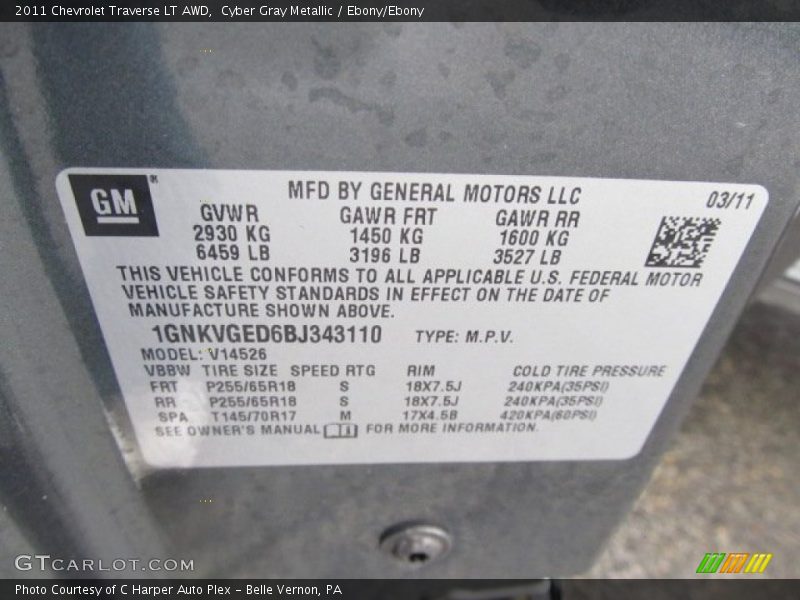 2011 Chevrolet Traverse LT AWD,  Cyber Gray Metallic / Ebony/Ebony
GM®
MFD BY GENERAL MOTORS LLC 03/11
GVWR GAWR FRT GAWR RR
2930 KG 1450 KG 1600 KG
6459 LB 3196 LB 3527 LB
THIS VEHICLE CONFORMS TO ALL APPLICABLE U.S. FEDERAL MOTOR
VEHICLE SAFETY STANDARDS IN EFFECT ON THE DATE OF
MANUFACTURE SHOWN ABOVE.
1GNKVGED6BJ343110 TYPE: M.P.V.
MODEL: V14526
VBBW TIRE SIZE SPEED RTG RIM COLD TIRE PRESSURE
FRT P255/65R18 S 18X7.5J 240KPA(35PSI)
RR P255/65R18 S 18X7.5J 240KPA(35PSI)
SPA T145/70R17 M 17X4.5B 420KPA(60PSI)
SEE OWNER'S MANUAL FOR MORE INFORMATION.
GTCARLOT.COM
Photo Courtesy of C Harper Auto Plex – Belle Vernon, PA